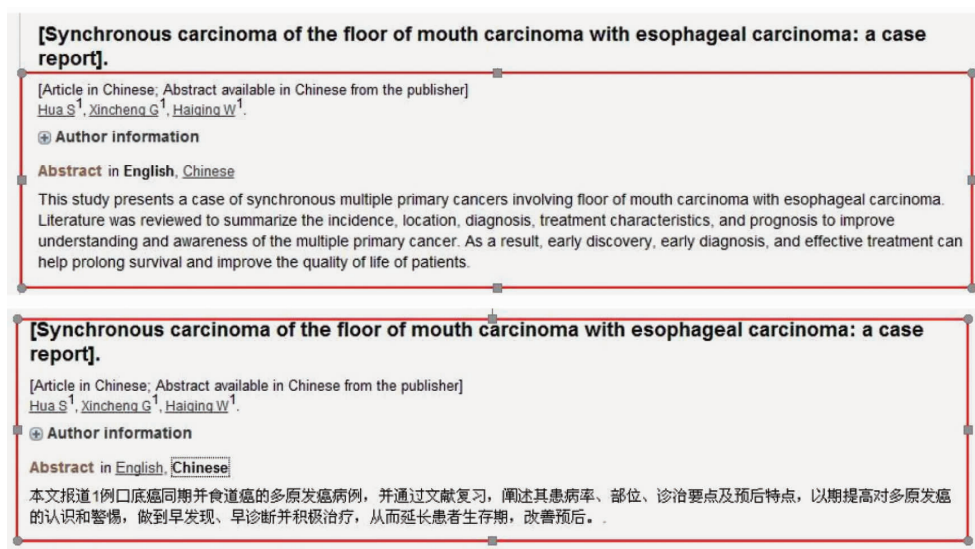 [Synchronous carcinoma of the floor of mouth carcinoma with esophageal carcinoma: a case
report].
[Article in Chinese; Abstract available in Chinese from the publisher]
Hua S1, Xincheng G1, Haiqing W1.
Author information
Abstract in English, Chinese
This study presents a case of synchronous multiple primary cancers involving floor of mouth carcinoma with esophageal carcinoma.
Literature was reviewed to summarize the incidence, location, diagnosis, treatment characteristics, and prognosis to improve
understanding and awareness of the multiple primary cancer. As a result, early discovery, early diagnosis, and effective treatment can
help prolong survival and improve the quality of life of patients.
[Synchronous carcinoma of the floor of mouth carcinoma with esophageal carcinoma: a case
report].
[Article in Chinese; Abstract available in Chinese from the publisher]
Hua S1, Xincheng G1, Haiqing W1.
Author information
Abstract in English, Chinese
本文报道1例口底癌同期并食道癌的多原发癌病例，并通过文献复习，阐述其患病率、部位、诊治要点及预后特点，以期提高对多原发癌
的认识和警惕，做到早发现、早诊断并积极治疗，从而延长患者生存期，改善预后。.